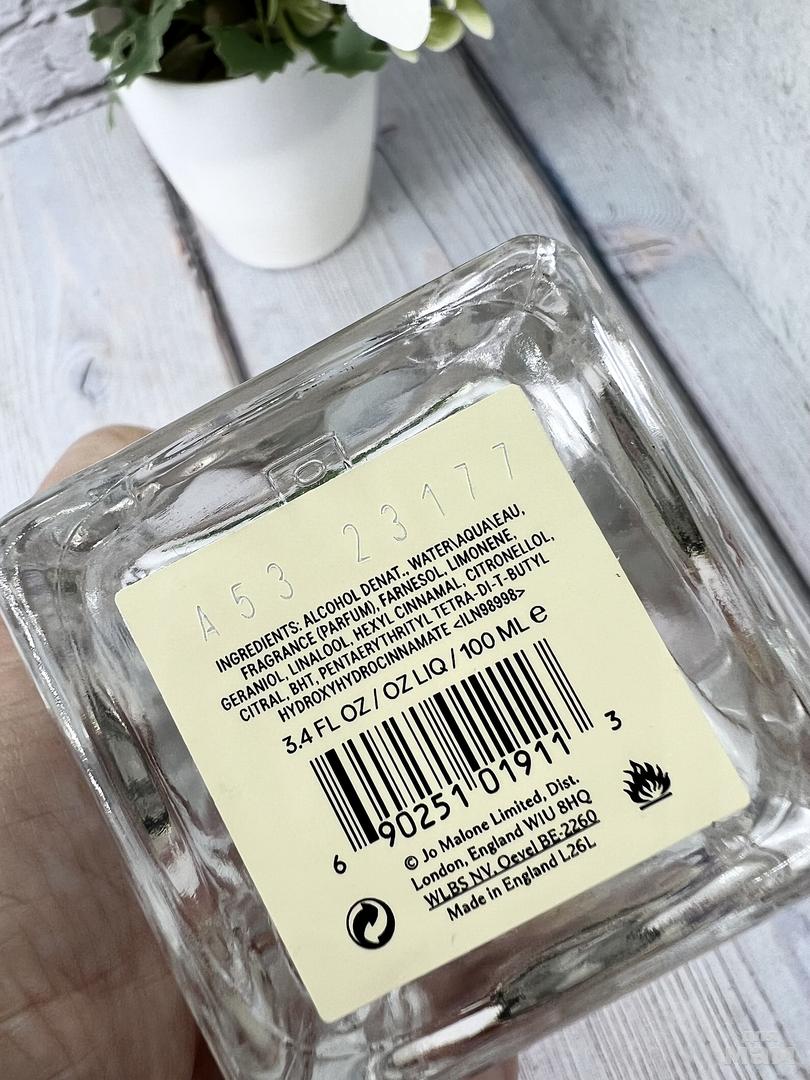 A53 23177
INGREDIENTS: ALCOHOL DENAT., WATER\AQUA\EAU,
FRAGRANCE (PARFUM), FARNESOL, LIMONENE,
GERANIOL, LINALOOL, HEXYL CINNAMAL, CITRONELLOL,
CITRAL, BHT, PENTAERYTHRITYL TETRA-DI-T-BUTYL
HYDROXYHYDROCINNAMATE <ILN98998>
3.4 FL OZ / OZ LIQ / 100 ML ℮
6 90251 01911 3
© Jo Malone Limited, Dist.
London, England W1U 8HQ
WLBS NV. Oevel BE-2260
Made in England L26L